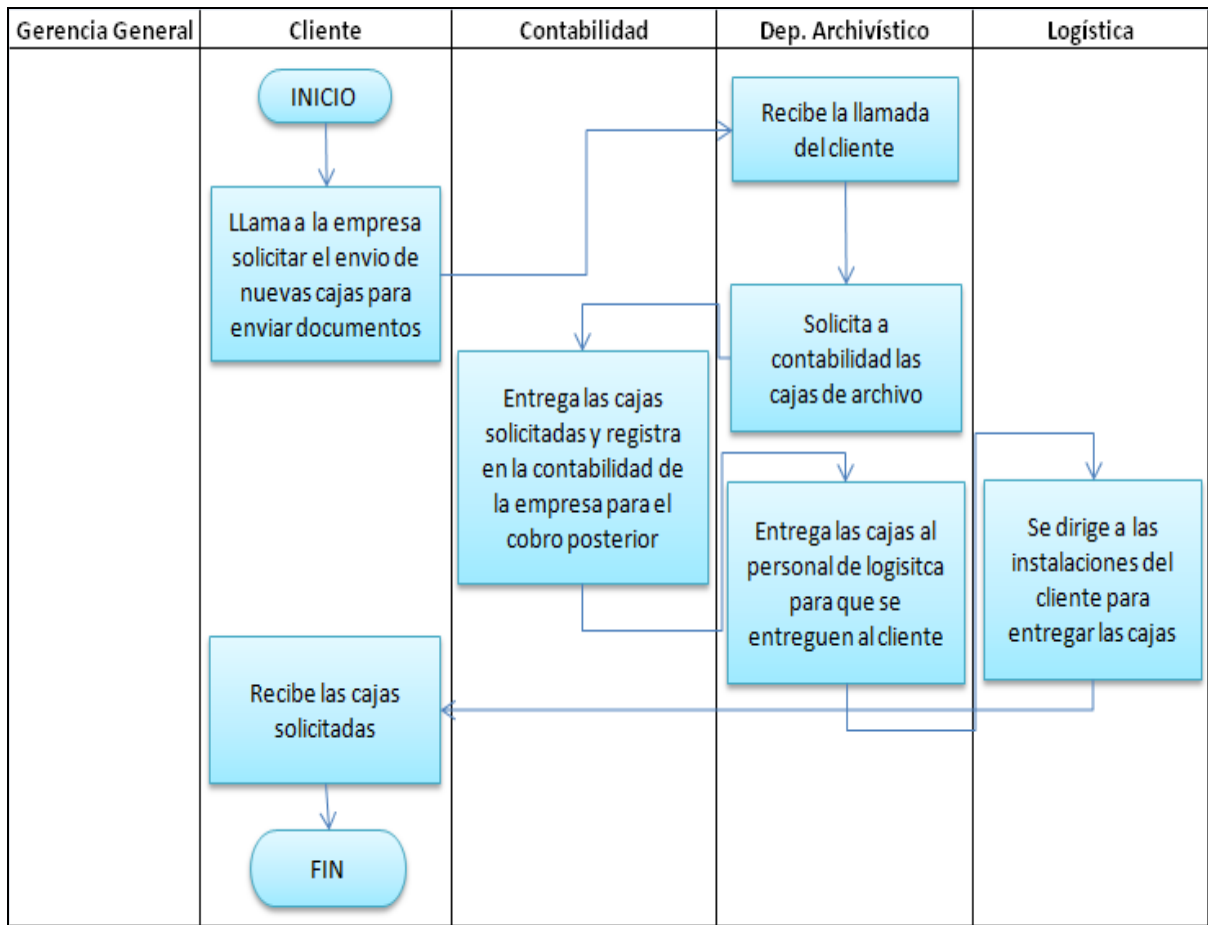 Gerencia General
Cliente
Contabilidad
Dep. Archivístico
Logística
INICIO
LLama a la empresa
solicitar el envio de
nuevas cajas para
enviar documentos
Recibe la llamada
del cliente
Solicita a
contabilidad las
cajas de archivo
Entrega las cajas
solicitadas y registra
en la contabilidad de
la empresa para el
cobro posterior
Entrega las cajas al
personal de logisitca
para que se
entreguen al cliente
Se dirige a las
instalaciones del
cliente para
entregar las cajas
Recibe las cajas
solicitadas
FIN